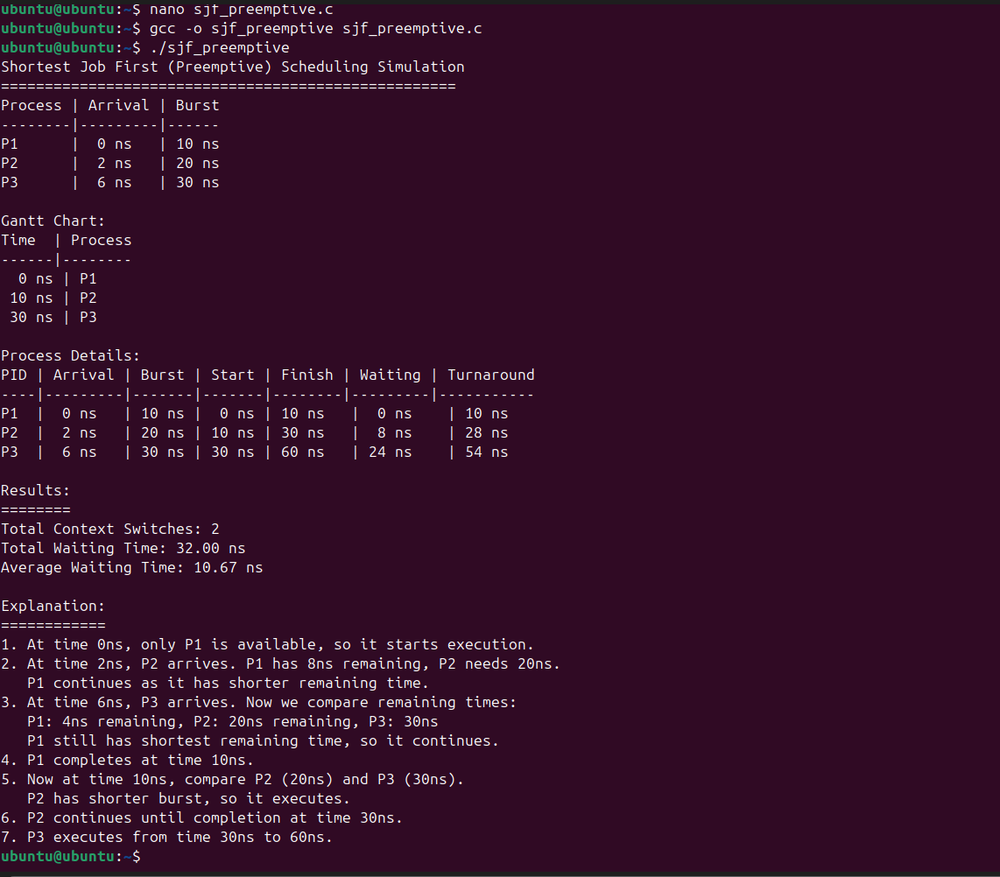 ubuntu@ubuntu:~$ nano sjf_preemptive.c
ubuntu@ubuntu:~$ gcc -o sjf_preemptive sjf_preemptive.c
ubuntu@ubuntu:~$ ./sjf_preemptive
Shortest Job First (Preemptive) Scheduling Simulation
====================================================
Process | Arrival | Burst
--------|---------|------
P1      |  0 ns   | 10 ns
P2      |  2 ns   | 20 ns
P3      |  6 ns   | 30 ns

Gantt Chart:
Time  | Process
------|--------
  0 ns | P1
 10 ns | P2
 30 ns | P3

Process Details:
PID | Arrival | Burst | Start | Finish | Waiting | Turnaround
----|---------|-------|-------|--------|---------|-----------
P1  |  0 ns   | 10 ns |  0 ns | 10 ns   |  0 ns    | 10 ns
P2  |  2 ns   | 20 ns | 10 ns | 30 ns   |  8 ns    | 28 ns
P3  |  6 ns   | 30 ns | 30 ns | 60 ns   | 24 ns    | 54 ns

Results:
========
Total Context Switches: 2
Total Waiting Time: 32.00 ns
Average Waiting Time: 10.67 ns

Explanation:
============
1. At time 0ns, only P1 is available, so it starts execution.
2. At time 2ns, P2 arrives. P1 has 8ns remaining, P2 needs 20ns.
   P1 continues as it has shorter remaining time.
3. At time 6ns, P3 arrives. Now we compare remaining times:
   P1: 4ns remaining, P2: 20ns remaining, P3: 30ns
   P1 still has shortest remaining time, so it continues.
4. P1 completes at time 10ns.
5. Now at time 10ns, compare P2 (20ns) and P3 (30ns).
   P2 has shorter burst, so it executes.
6. P2 continues until completion at time 30ns.
7. P3 executes from time 30ns to 60ns.
ubuntu@ubuntu:~$